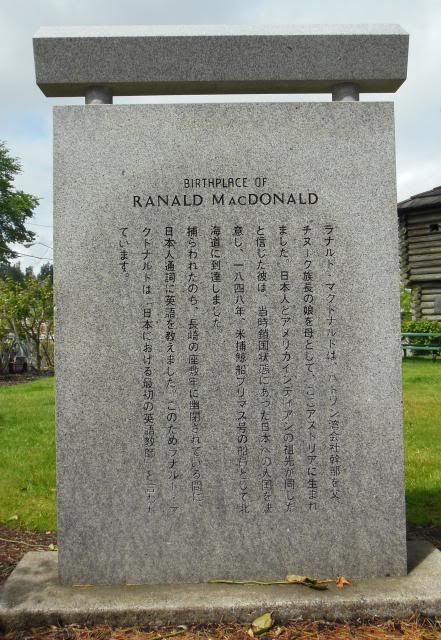 BIRTHPLACE OF
RANALD MACDONALD
ラナルド・マクドナルドは、ハドソン湾会社幹部を父
チヌーク族長の娘を母として、ここアストリアに生まれ
ました。日本人とアメリカインディアンの祖先が同じだ
と信じた彼は、当時鎖国状態にあった日本への入国を決
意し、一八四八年、米捕鯨船プリマス号の船員として北
海道に到達しました。
捕らわれたのち、長崎の座敷牢に幽閉されている間に
日本人通詞に英語を教えました。このためラナルド・マ
クドナルドは「日本における最初の英語教師」と言われ
ています。